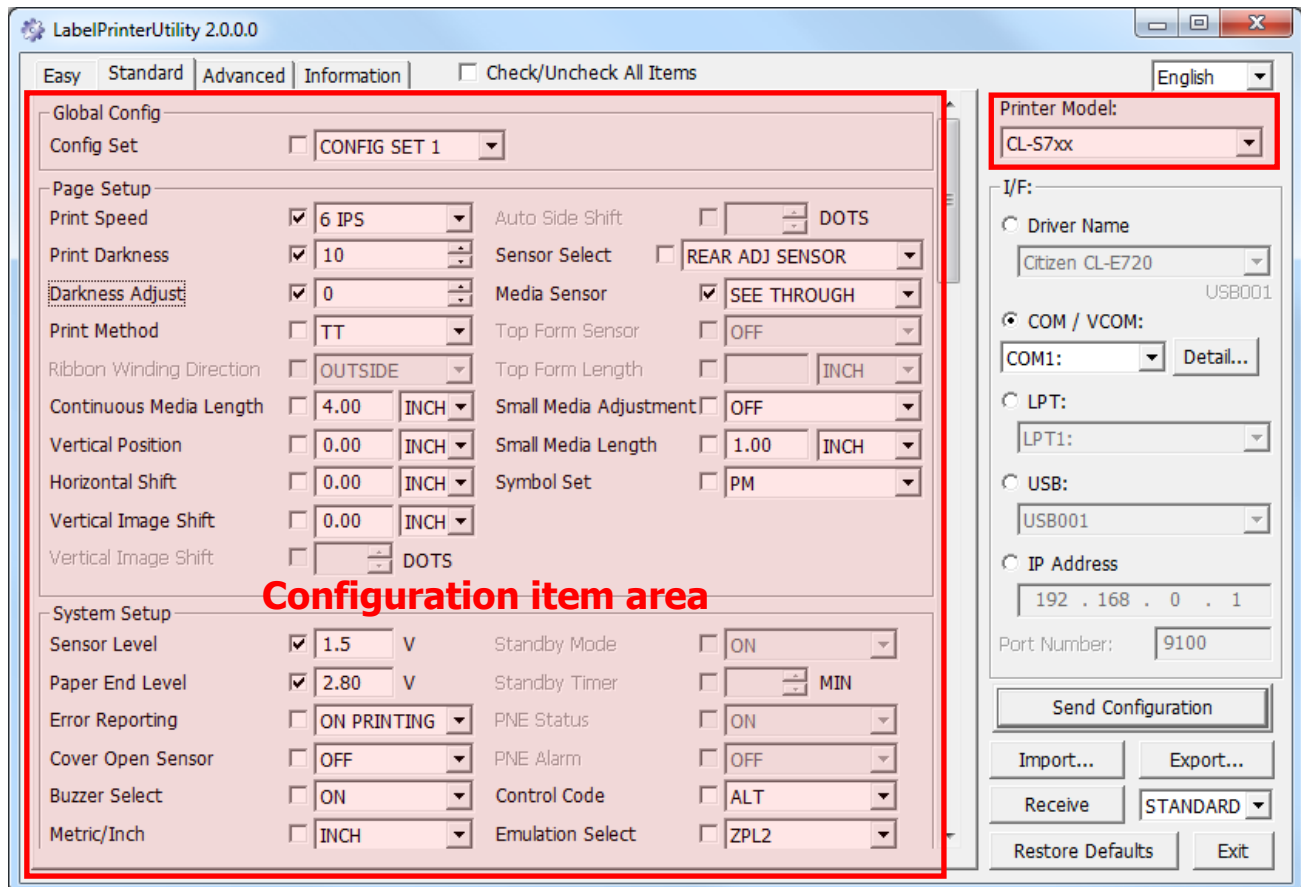 LabelPrinterUtility 2.0.0.0
Easy Standard Advanced Information Check/Uncheck All Items English
Global Config
Config Set CONFIG SET 1
Page Setup
Print Speed 6 IPS Auto Side Shift DOTS
Print Darkness 10 Sensor Select REAR ADJ SENSOR
Darkness Adjust 0 Media Sensor SEE THROUGH
Print Method TT Top Form Sensor OFF
Ribbon Winding Direction OUTSIDE Top Form Length INCH
Continuous Media Length 4.00 INCH Small Media Adjustment OFF
Vertical Position 0.00 INCH Small Media Length 1.00 INCH
Horizontal Shift 0.00 INCH Symbol Set PM
Vertical Image Shift 0.00 INCH
Vertical Image Shift DOTS
Configuration item area
System Setup
Sensor Level 1.5 V Standby Mode ON
Paper End Level 2.80 V Standby Timer MIN
Error Reporting ON PRINTING PNE Status ON
Cover Open Sensor OFF PNE Alarm OFF
Buzzer Select ON Control Code ALT
Metric/Inch INCH Emulation Select ZPL2
Printer Model:
CL-S7xx
I/F:
Driver Name
Citizen CL-E720
USB001
COM / VCOM:
COM1: Detail...
LPT:
LPT1:
USB:
USB001
IP Address
192 . 168 . 0 . 1
Port Number: 9100
Send Configuration
Import... Export...
Receive STANDARD
Restore Defaults Exit